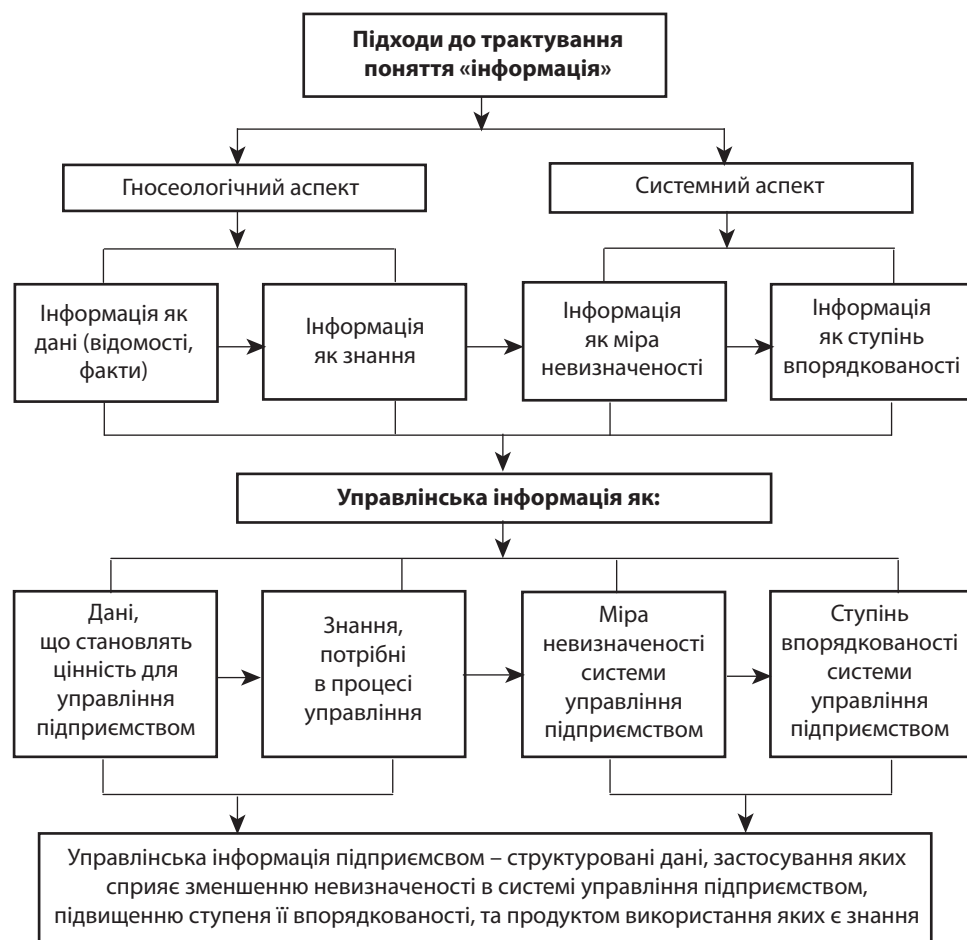 Підходи до трактування
поняття «інформація»
Гносеологічний аспект
Системний аспект
Інформація як
дані (відомості,
факти)
Інформація
як знання
Інформація
як міра
невизначеності
Інформація
як ступінь
впорядкованості
Управлінська інформація як:
Дані,
що становлять
цінність для
управління
підприємством
Знання,
потрібні
в процесі
управління
Міра
невизначеності
системи
управління
підприємством
Ступінь
впорядкованості
системи
управління
підприємством
Управлінська інформація підприємсвом – структуровані дані, застосування яких
сприяє зменшенню невизначеності в системі управління підприємством,
підвищенню ступеня її впорядкованості, та продуктом використання яких є знання